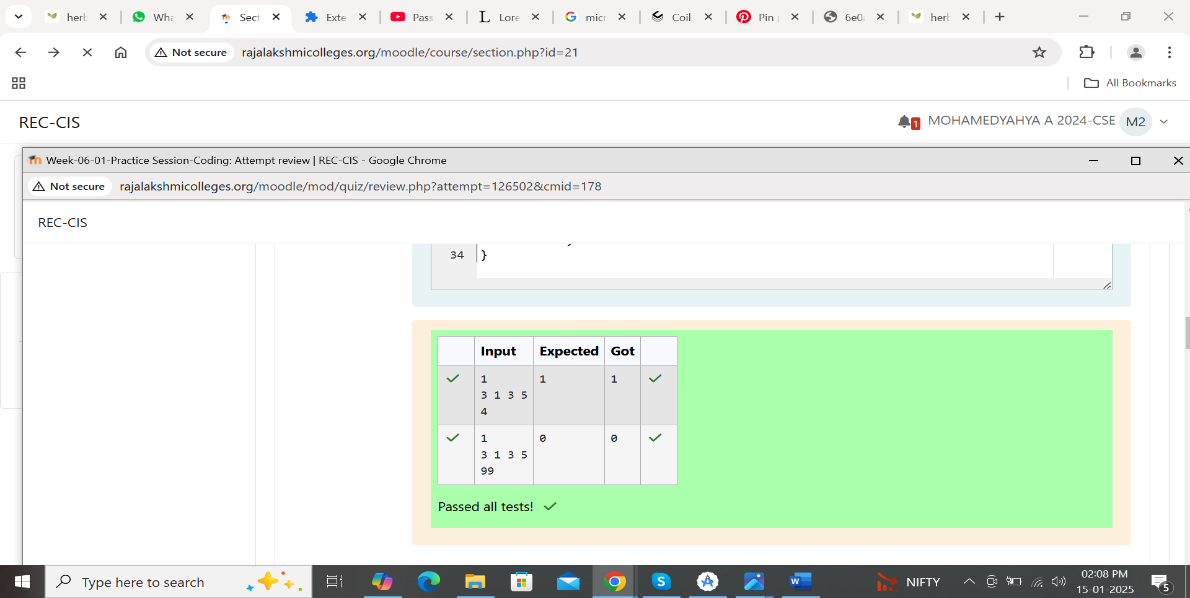 herl
Wha
Sect
Exte
Pass
Lore
micr
Coil
Pin
6e0
herl
Not secure
rajalakshmicolleges.org/moodle/course/section.php?id=21
All Bookmarks
REC-CIS
1
MOHAMEDYAHYA A 2024-CSE
M2
Week-06-01-Practice Session-Coding: Attempt review | REC-CIS - Google Chrome
Not secure
rajalakshmicolleges.org/moodle/mod/quiz/review.php?attempt=126502&cmid=178
REC-CIS
34 }
Input Expected Got
1 1 1
3 1 3 5
4
1 0 0
3 1 3 5
99
Passed all tests!
Type here to search
NIFTY
02:08 PM
15-01-2025
5